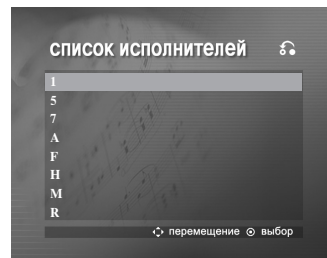 список исполнителей
1
5
7
A
F
H
M
R
перемещение выбор